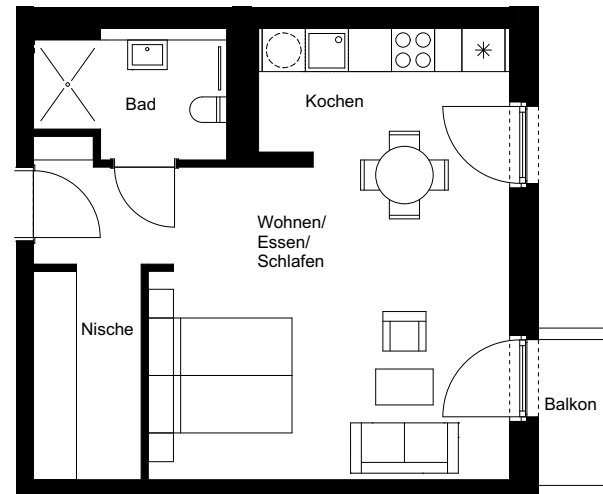 Bad
Kochen
Wohnen/
Essen/
Schlafen
Nische
Balkon